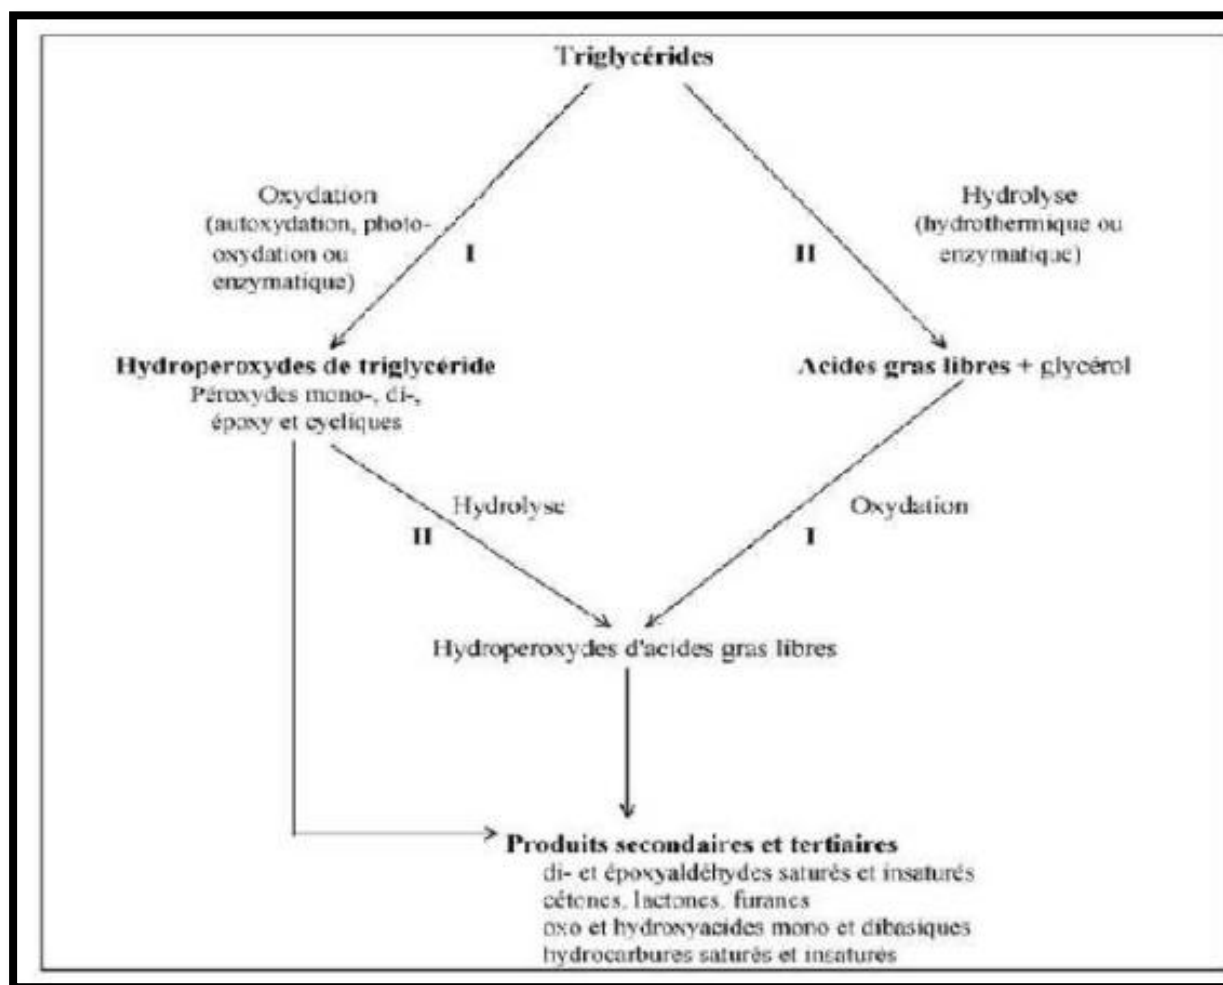 Triglycérides
Oxydation
(autoxydation, photo-
oxydation ou
enzymatique)
I
Hydrolyse
(hydrothermique ou
enzymatique)
II
Hydroperoxydes de triglycéride
Péroxydes mono-, di-,
époxy et cycliques
Acides gras libres + glycérol
Hydrolyse
II
Oxydation
I
Hydroperoxydes d'acides gras libres
Produits secondaires et tertiaires
di- et époxyaldéhydes saturés et insaturés
cétones, lactones, furanes
oxo et hydroxyacides mono et dibasiques
hydrocarbures saturés et insaturés